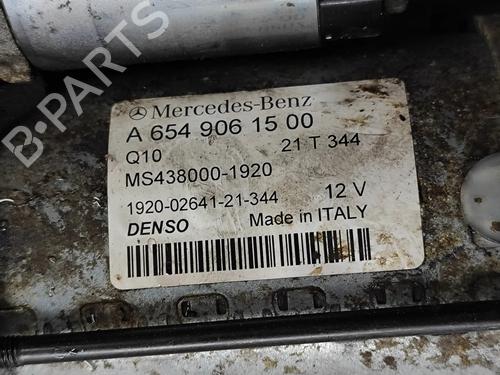 Mercedes-Benz
A 654 906 15 00
Q10 21 T 344
MS438000-1920
1920-02641-21-344 12 V
DENSO Made in ITALY